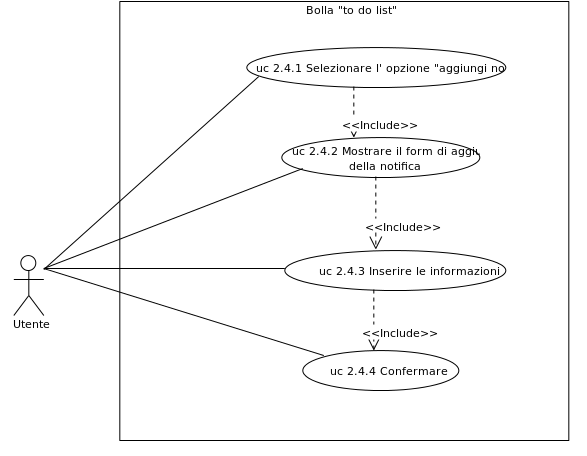 Bolla "to do list"
uc 2.4.1 Selezionare l' opzione "aggiungi no
<<Include>>
uc 2.4.2 Mostrare il form di aggiu
della notifica
<<Include>>
uc 2.4.3 Inserire le informazioni
<<Include>>
uc 2.4.4 Confermare
Utente